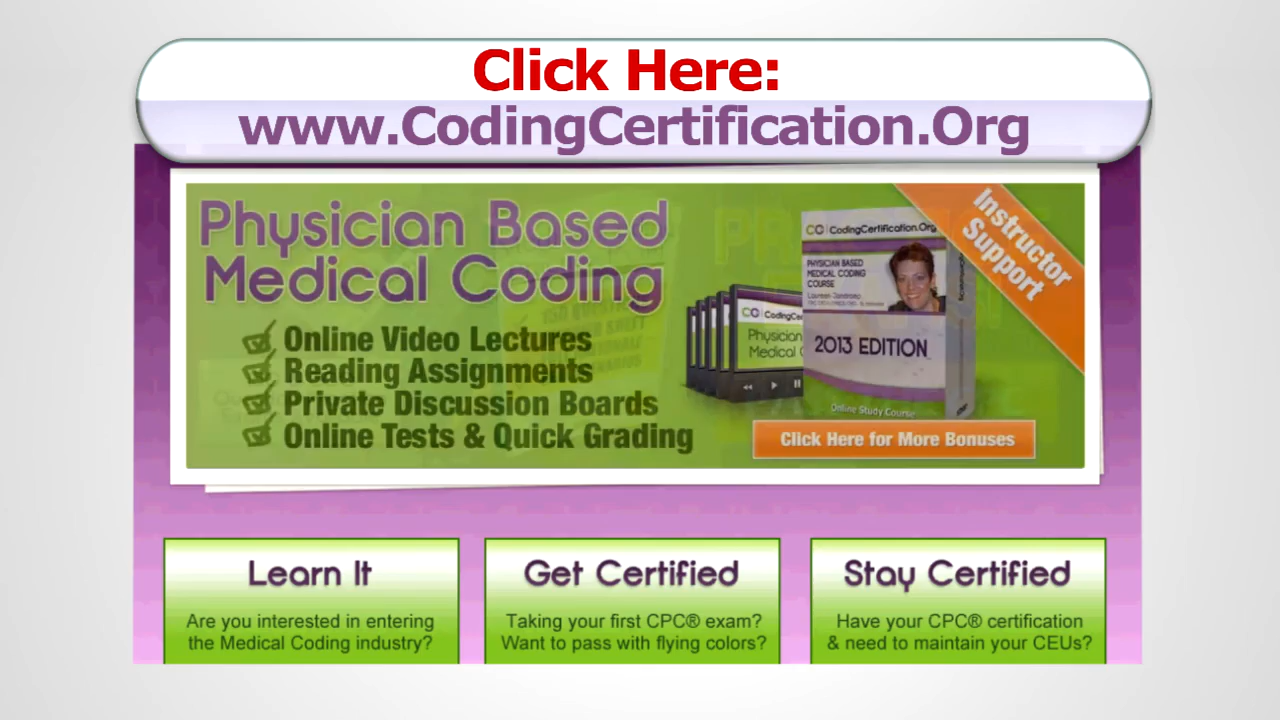 Click Here:
www.CodingCertification.Org
Physician Based
Medical Coding
Online Video Lectures
Reading Assignments
Private Discussion Boards
Online Tests & Quick Grading
Instructor
Support
CodingCertification.Org
PHYSICIAN BASED
MEDICAL CODING
COURSE
2013 EDITION
Online Study Course
Physician
Medical
Click Here for More Bonuses
Learn It
Are you interested in entering
the Medical Coding industry?
Get Certified
Taking your first CPC® exam?
Want to pass with flying colors?
Stay Certified
Have your CPC® certification
& need to maintain your CEUs?